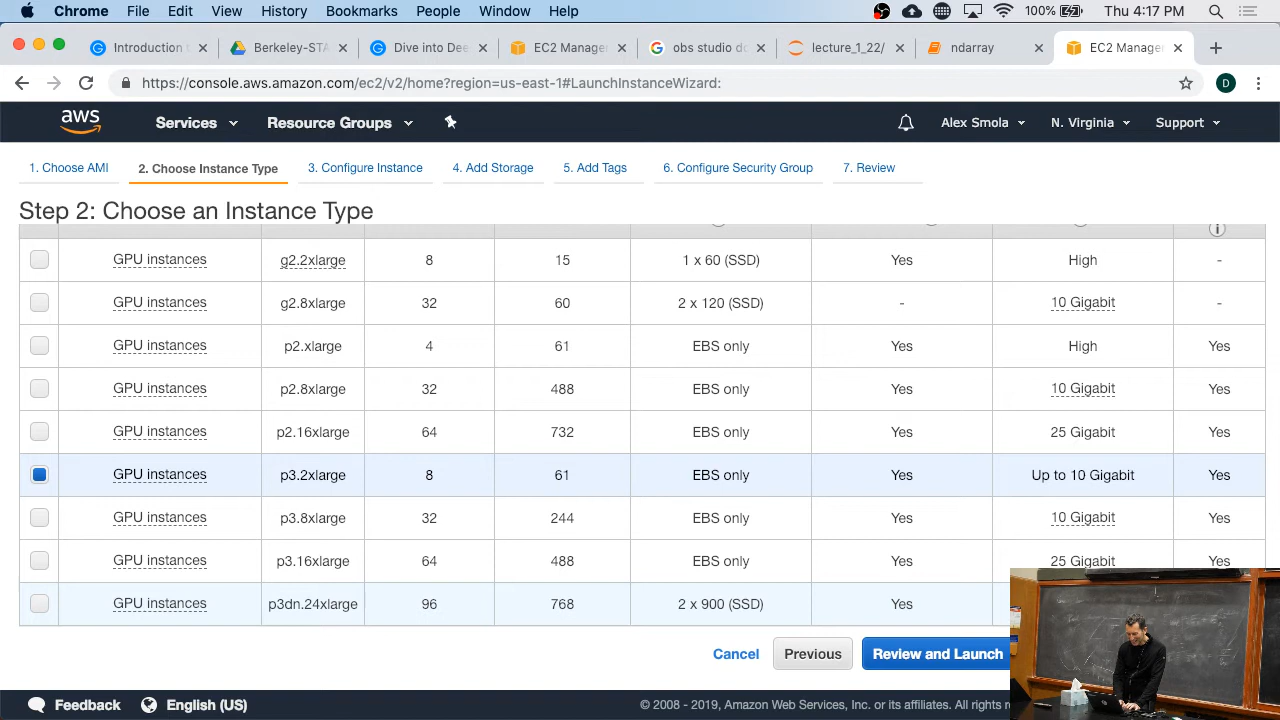 Chrome File Edit View History Bookmarks People Window Help 100% Thu 4:17 PM
Introduction t Berkeley-STA Dive into Dee EC2 Manage obs studio do lecture_1_22/ ndarray EC2 Manage
https://console.aws.amazon.com/ec2/v2/home?region=us-east-1#LaunchInstanceWizard: D
aws Services Resource Groups Alex Smola N. Virginia Support
1. Choose AMI 2. Choose Instance Type 3. Configure Instance 4. Add Storage 5. Add Tags 6. Configure Security Group 7. Review
Step 2: Choose an Instance Type
GPU instances g2.2xlarge 8 15 1 x 60 (SSD) Yes High -
GPU instances g2.8xlarge 32 60 2 x 120 (SSD) - 10 Gigabit -
GPU instances p2.xlarge 4 61 EBS only Yes High Yes
GPU instances p2.8xlarge 32 488 EBS only Yes 10 Gigabit Yes
GPU instances p2.16xlarge 64 732 EBS only Yes 25 Gigabit Yes
GPU instances p3.2xlarge 8 61 EBS only Yes Up to 10 Gigabit Yes
GPU instances p3.8xlarge 32 244 EBS only Yes 10 Gigabit Yes
GPU instances p3.16xlarge 64 488 EBS only Yes 25 Gigabit Yes
GPU instances p3dn.24xlarge 96 768 2 x 900 (SSD) Yes
Cancel Previous Review and Launch
Feedback English (US) © 2008 - 2019, Amazon Web Services, Inc. or its affiliates. All righ